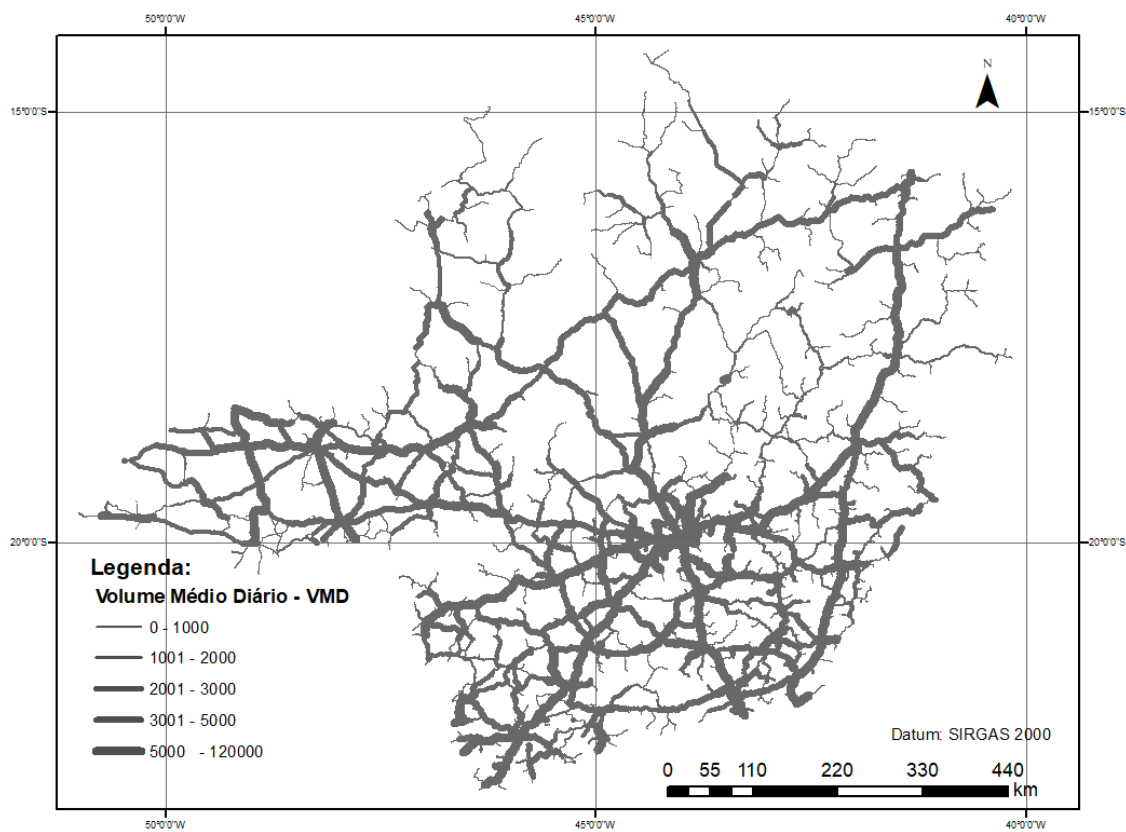 50°0'0"W 45°0'0"W 40°0'0"W
N
15°0'0"S 15°0'0"S
20°0'0"S 20°0'0"S
Legenda:
Volume Médio Diário - VMD
0 - 1000
1001 - 2000
2001 - 3000
3001 - 5000
5000 - 120000
Datum: SIRGAS 2000
0 55 110 220 330 440
km
50°0'0"W 45°0'0"W 40°0'0"W